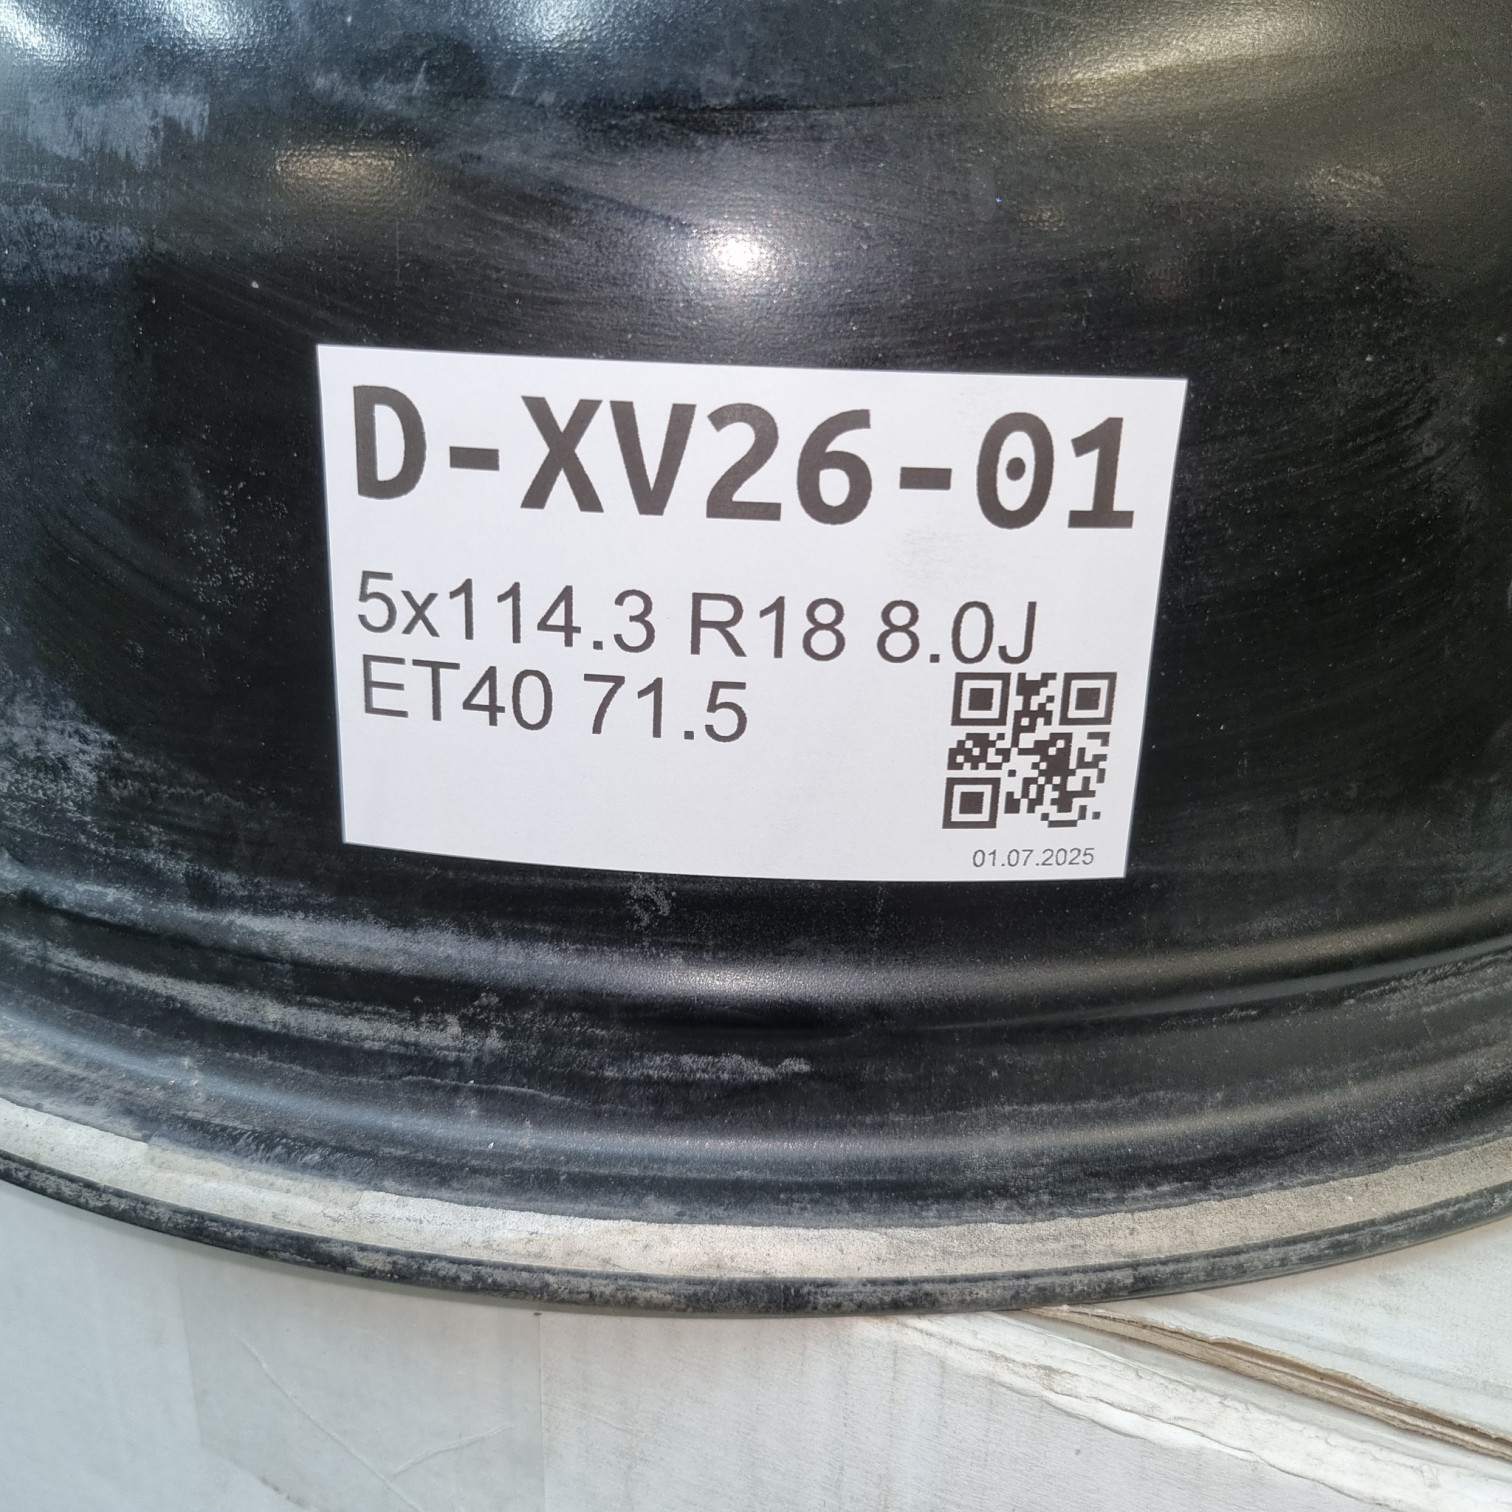 D-XV26-01
5x114.3 R18 8.0J
ET40 71.5
01.07.2025